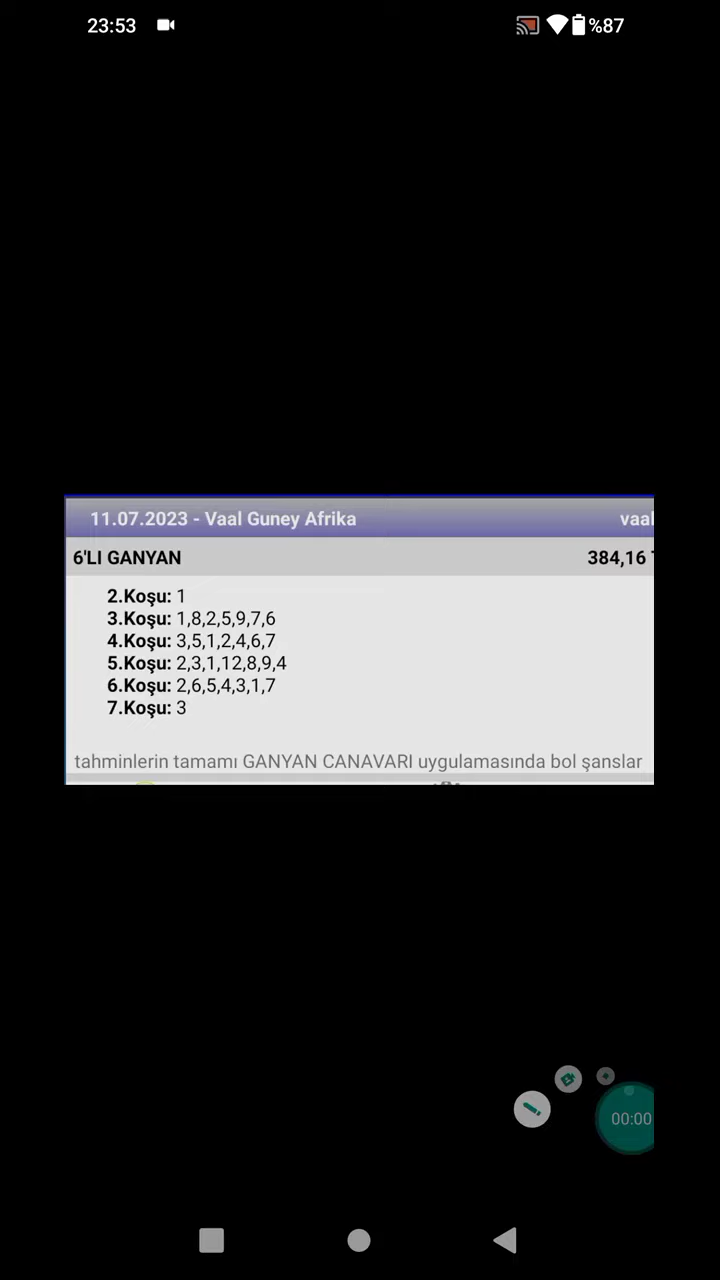 23:53 %87
11.07.2023 - Vaal Guney Afrika vaal
6'LI GANYAN 384,16
2.Koşu: 1
3.Koşu: 1,8,2,5,9,7,6
4.Koşu: 3,5,1,2,4,6,7
5.Koşu: 2,3,1,12,8,9,4
6.Koşu: 2,6,5,4,3,1,7
7.Koşu: 3
tahminlerin tamamı GANYAN CANAVARI uygulamasında bol şanslar
00:00